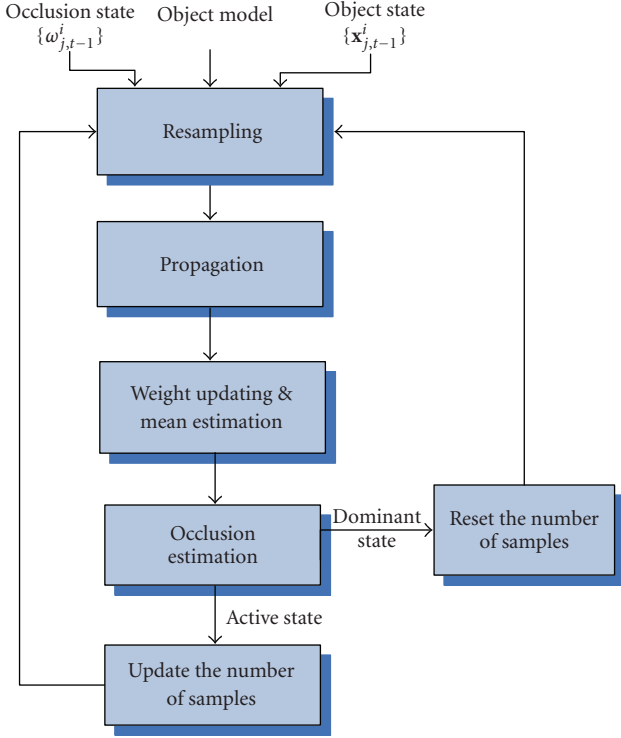 Occlusion state
{ω^i_{j,t−1}}
Object model
Object state
{𝐱^i_{j,t−1}}
Resampling
Propagation
Weight updating &
mean estimation
Occlusion
estimation
Dominant
state
Reset the number
of samples
Active state
Update the number
of samples